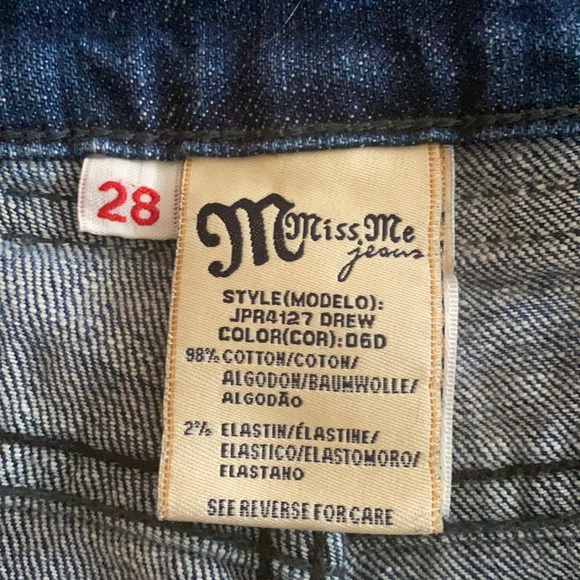 28
M Miss Me
jeans
STYLE(MODELO):
JPR4127 DREW
COLOR(COR):06D
98% COTTON/COTON/
ALGODON/BAUMWOLLE/
ALGODÃO
2% ELASTIN/ÉLASTINE/
ELASTICO/ELASTOMORO/
ELASTANO
SEE REVERSE FOR CARE